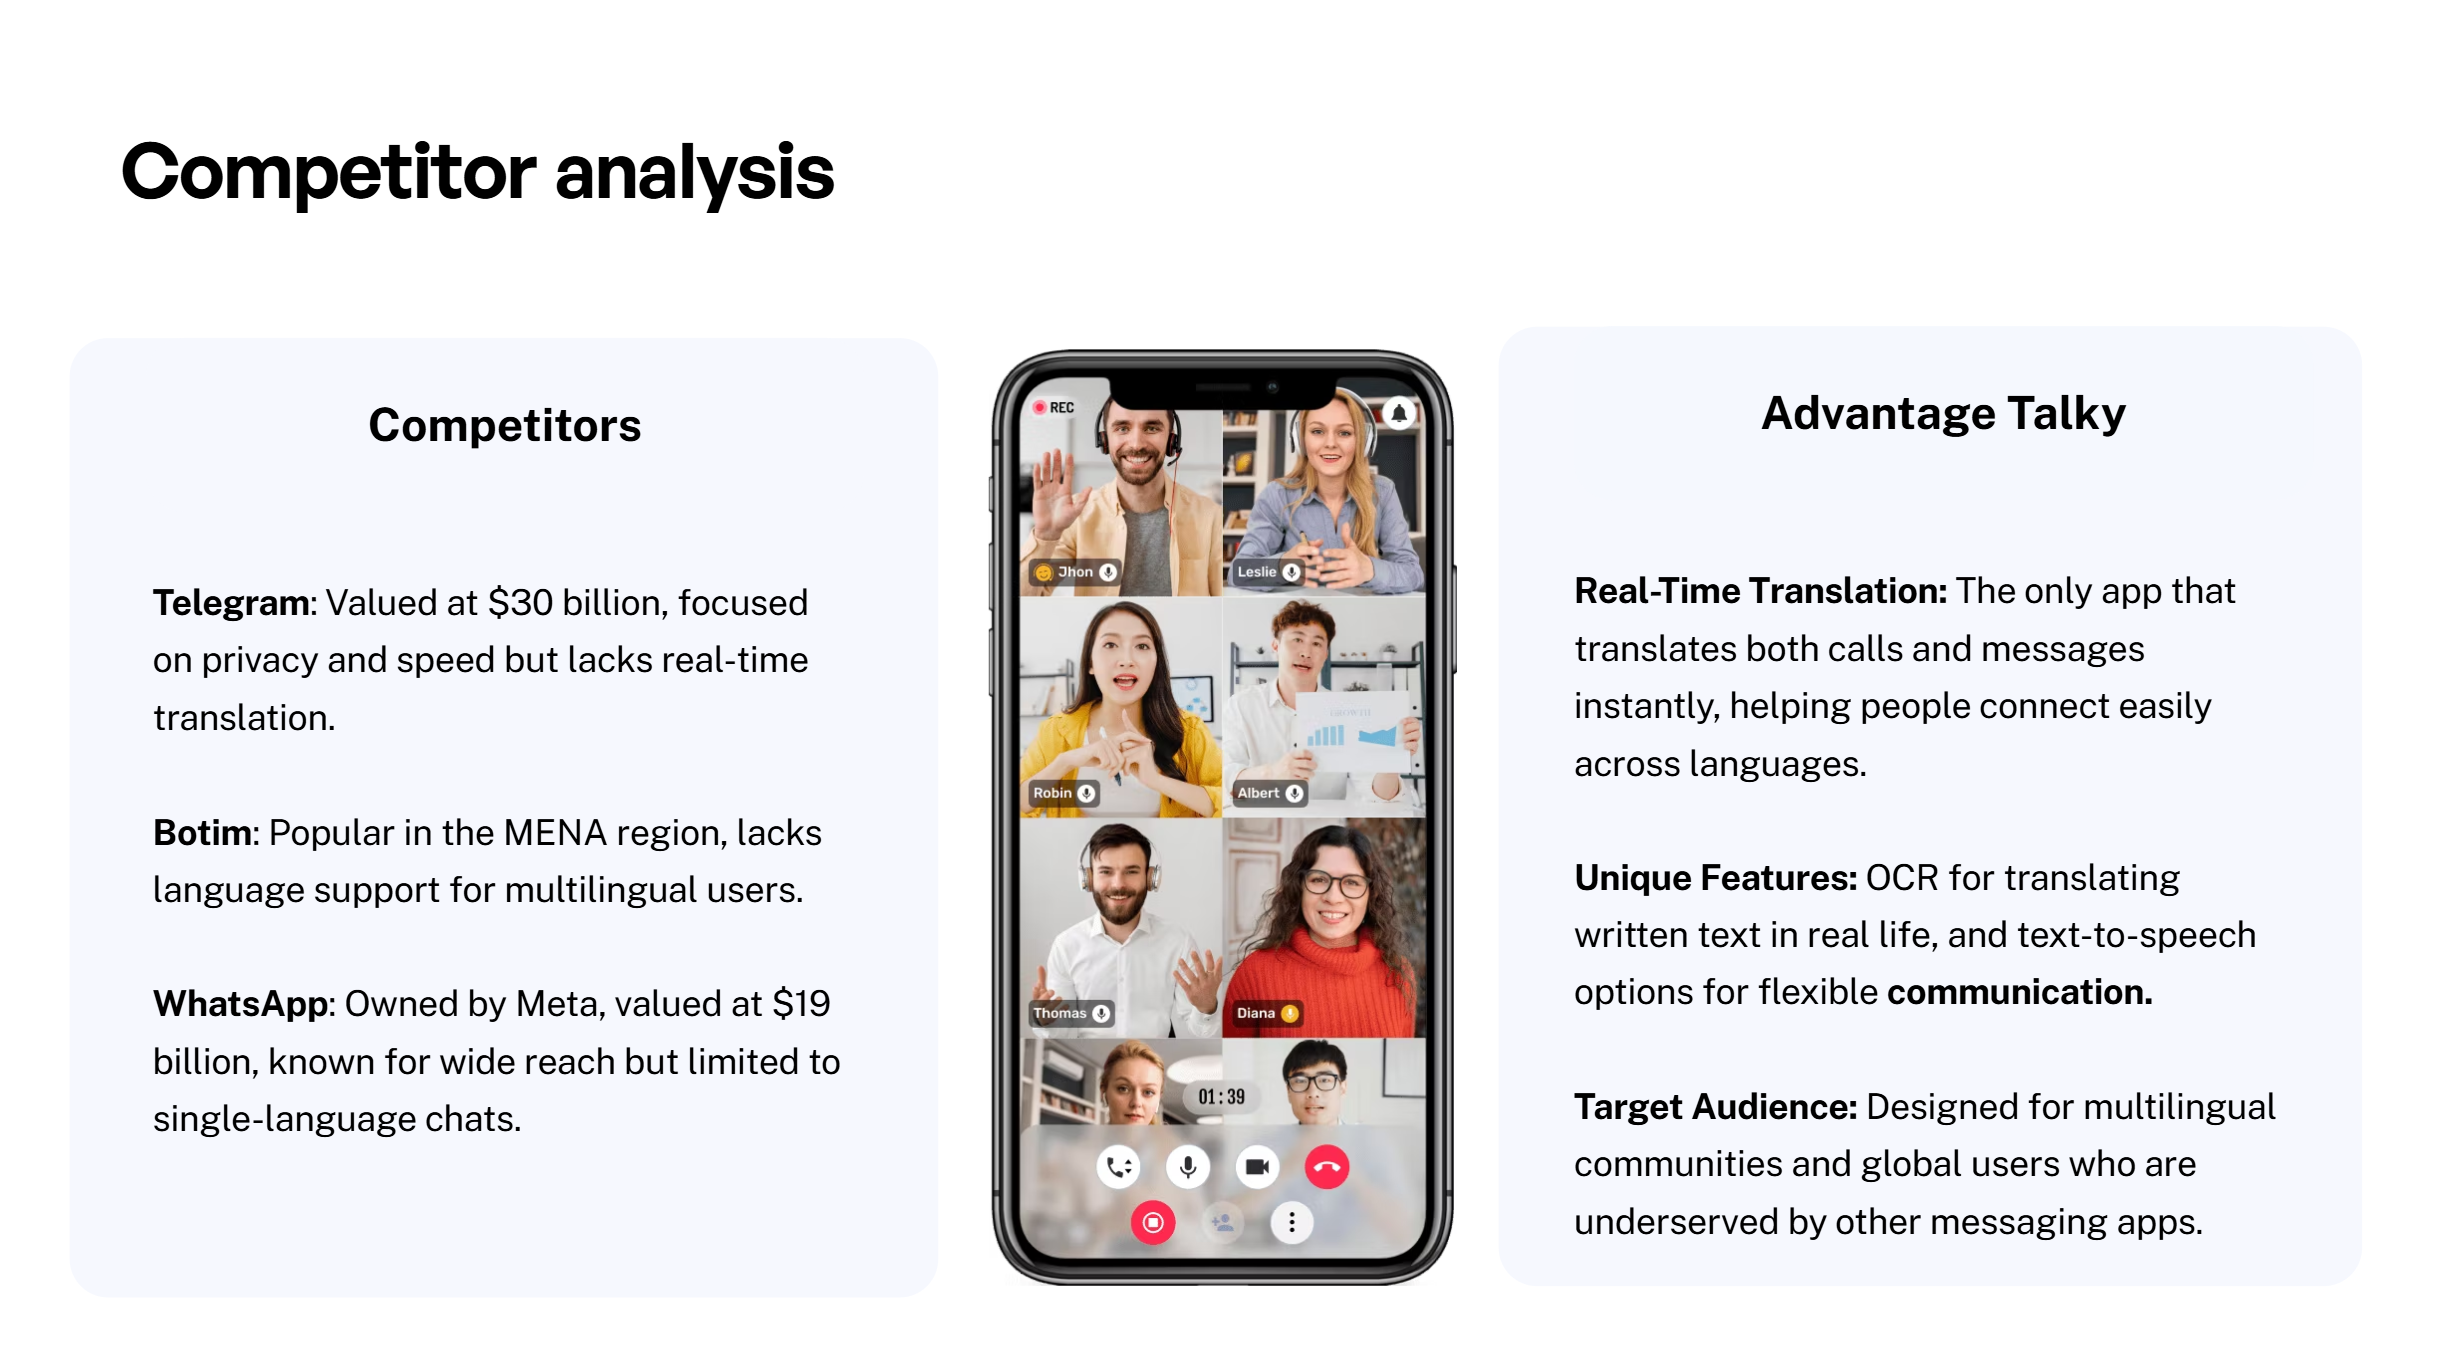 Competitor analysis
Competitors
Telegram: Valued at $30 billion, focused
on privacy and speed but lacks real-time
translation.
Botim: Popular in the MENA region, lacks
language support for multilingual users.
WhatsApp: Owned by Meta, valued at $19
billion, known for wide reach but limited to
single-language chats.
REC
Jhon
Leslie
GROWTH
Robin
Albert
Thomas
Diana
01:39
Advantage Talky
Real-Time Translation: The only app that
translates both calls and messages
instantly, helping people connect easily
across languages.
Unique Features: OCR for translating
written text in real life, and text-to-speech
options for flexible communication.
Target Audience: Designed for multilingual
communities and global users who are
underserved by other messaging apps.